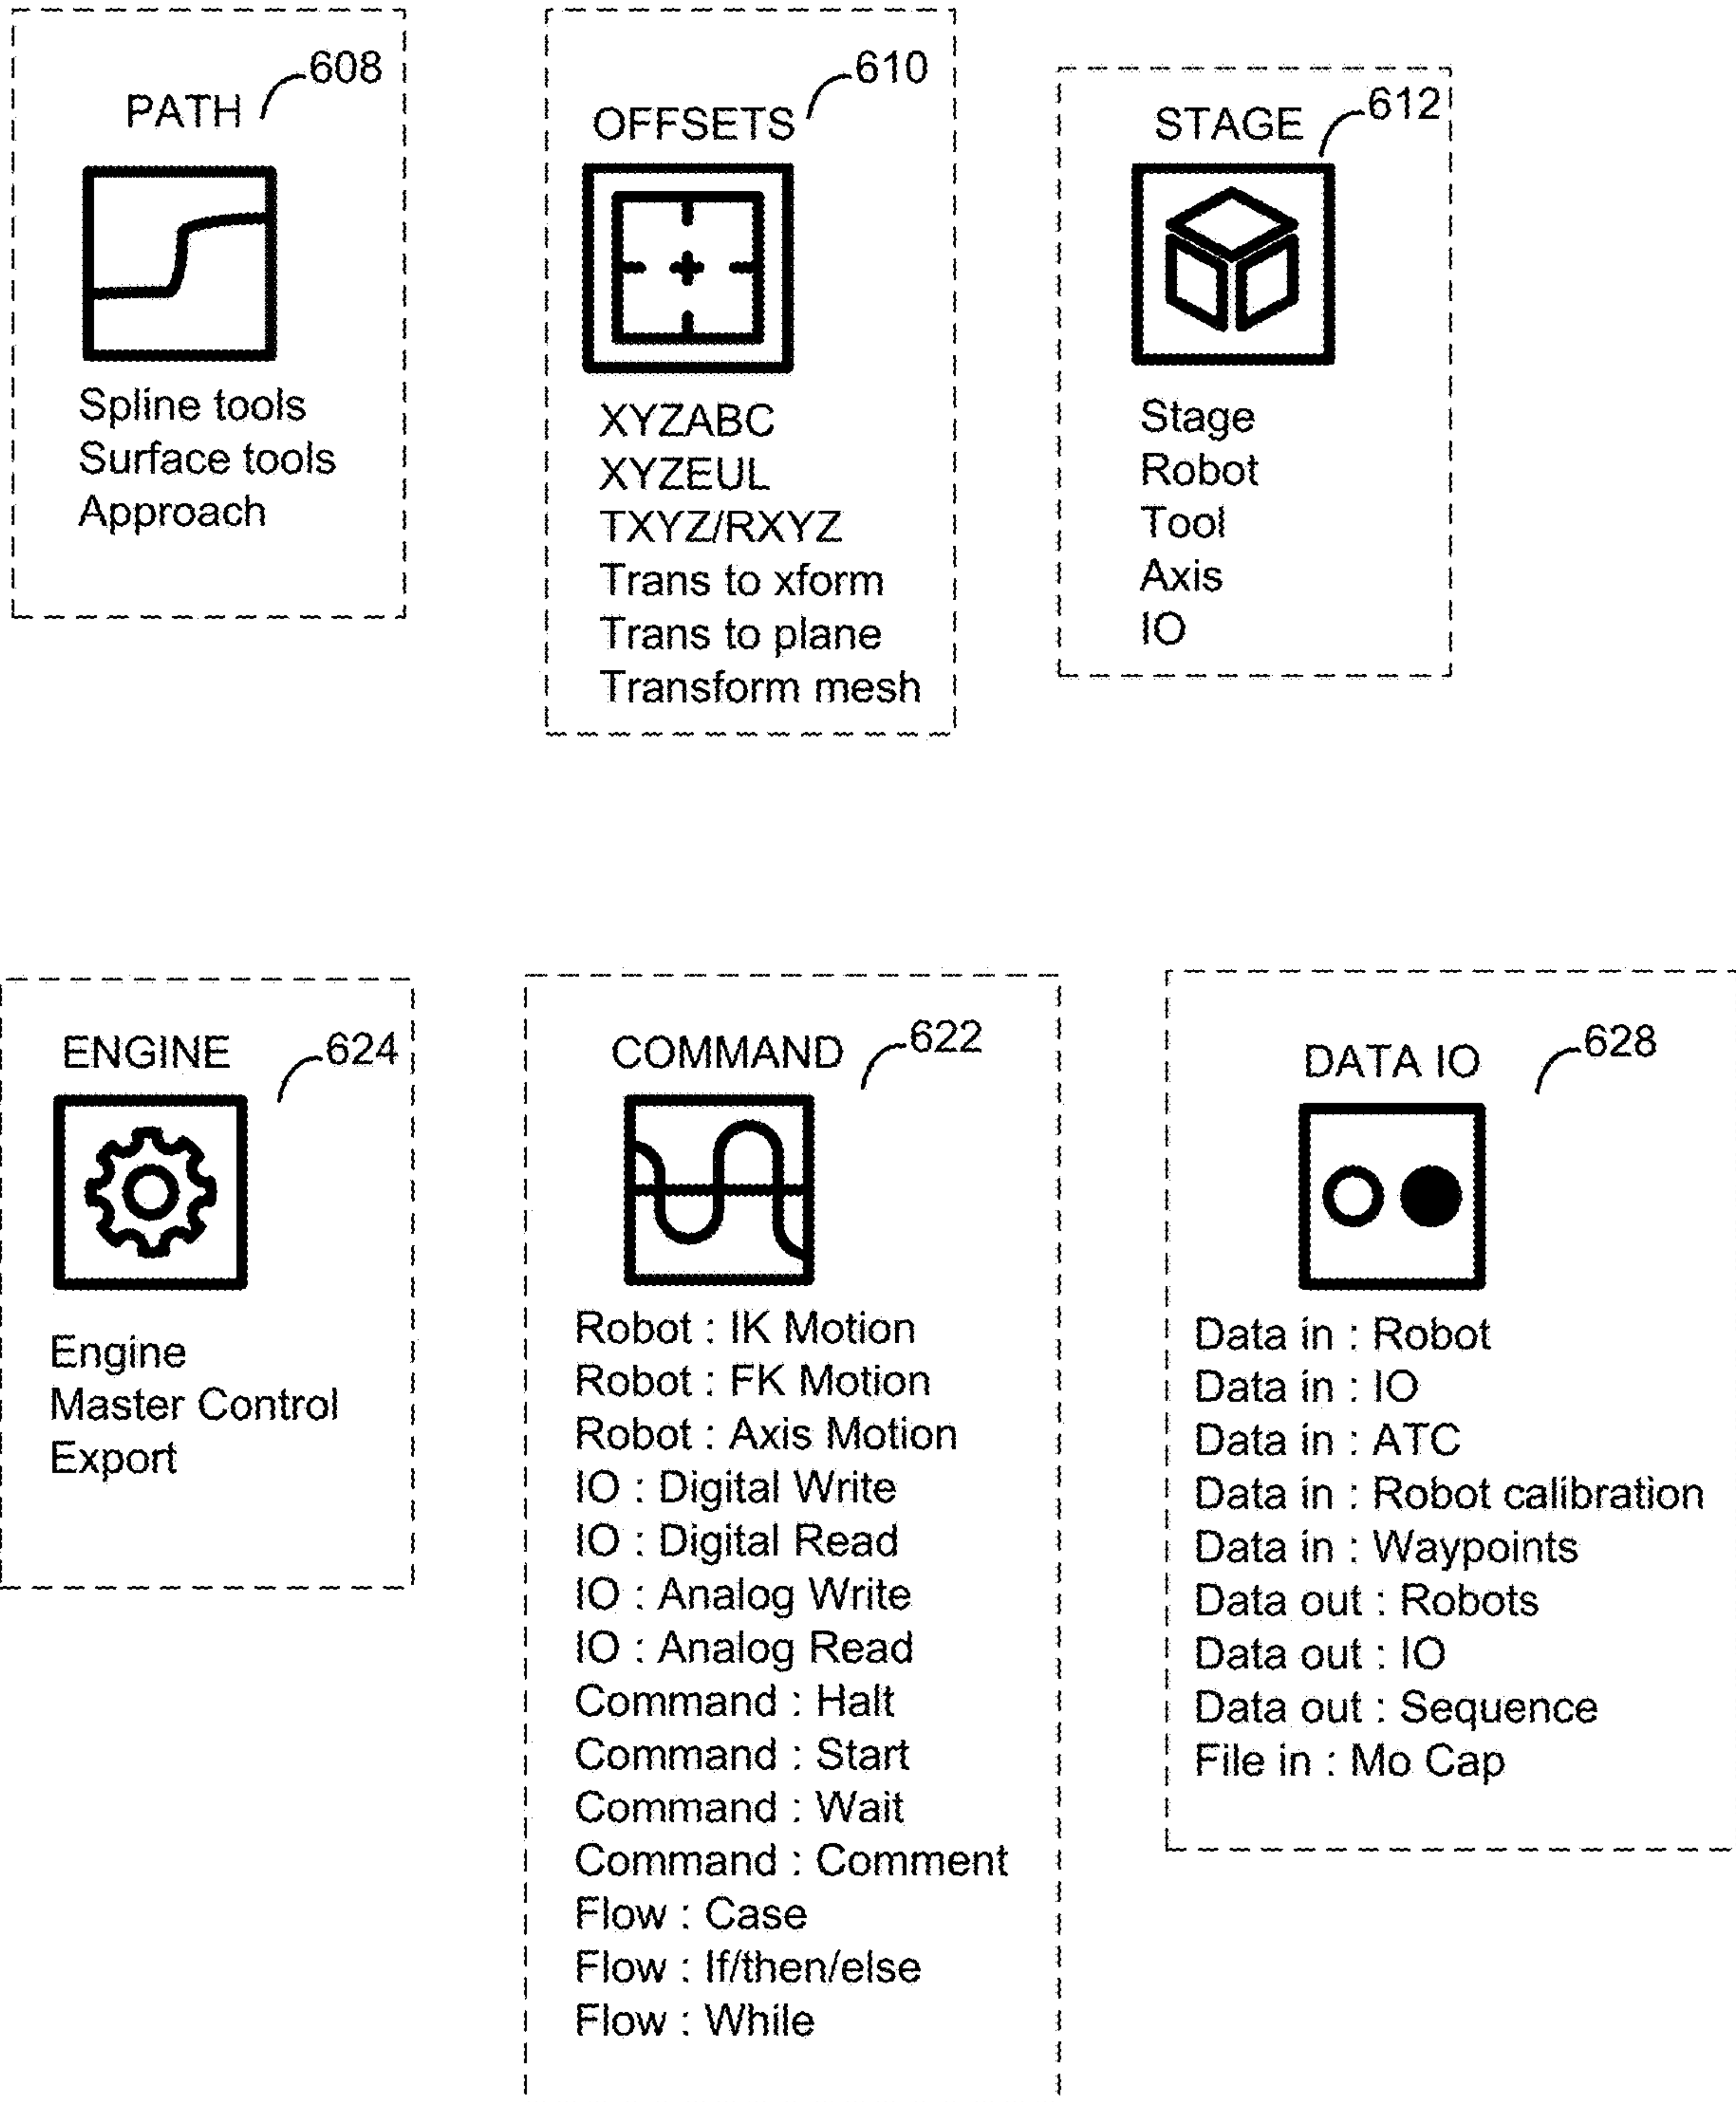 608
PATH
Spline tools
Surface tools
Approach
610
OFFSETS
XYZABC
XYZEUL
TXYZ/RXYZ
Trans to xform
Trans to plane
Transform mesh
612
STAGE
Stage
Robot
Tool
Axis
IO
624
ENGINE
Engine
Master Control
Export
622
COMMAND
Robot : IK Motion
Robot : FK Motion
Robot : Axis Motion
IO : Digital Write
IO : Digital Read
IO : Analog Write
IO : Analog Read
Command : Halt
Command : Start
Command : Wait
Command : Comment
Flow : Case
Flow : If/then/else
Flow : While
628
DATA IO
Data in : Robot
Data in : IO
Data in : ATC
Data in : Robot calibration
Data in : Waypoints
Data out : Robots
Data out : IO
Data out : Sequence
File in : Mo Cap